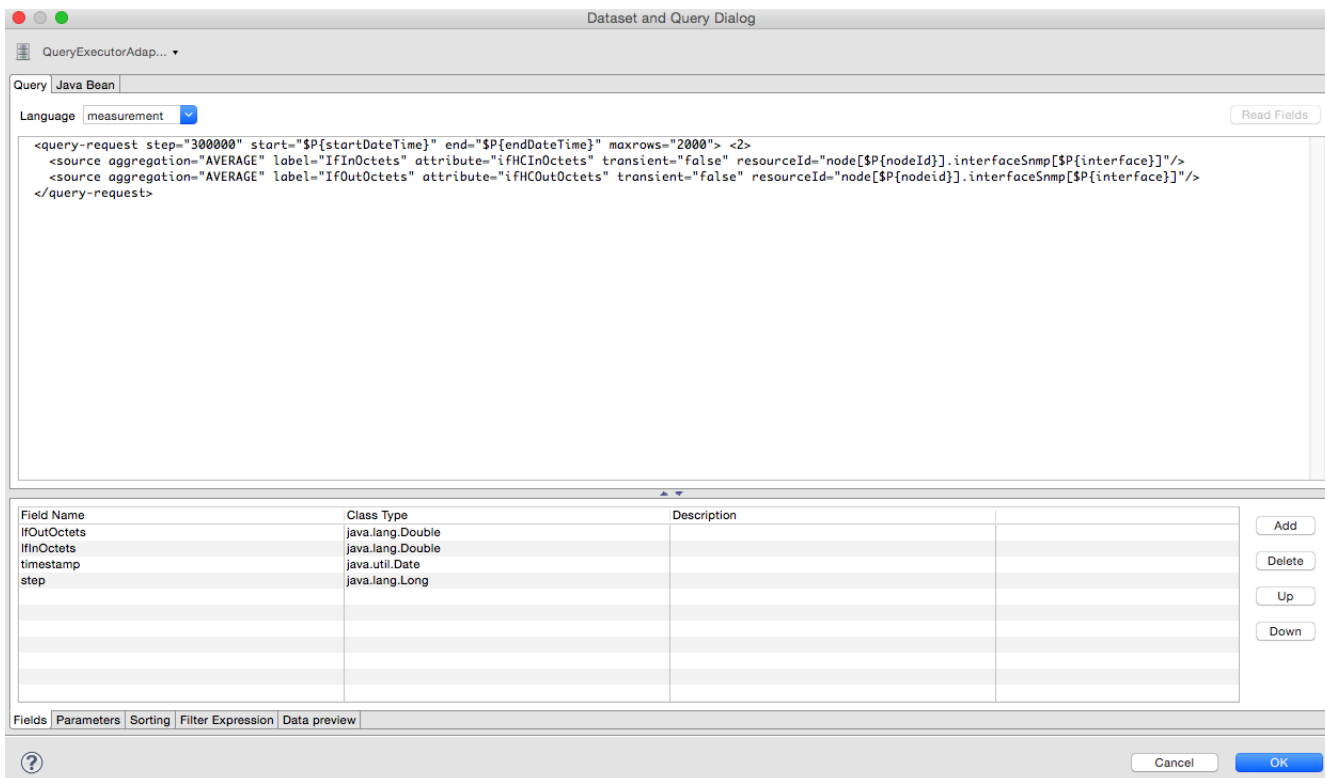 Dataset and Query Dialog
QueryExecutorAdap...
Query Java Bean
Language measurement Read Fields
<query-request step="300000" start="$P{startDateTime}" end="$P{endDateTime}" maxrows="2000"> <2>
<source aggregation="AVERAGE" label="IfInOctets" attribute="ifHCInOctets" transient="false" resourceId="node[$P{nodeId}].interfaceSnmp[$P{interface}]"/>
<source aggregation="AVERAGE" label="IfOutOctets" attribute="ifHCOutOctets" transient="false" resourceId="node[$P{nodeid}].interfaceSnmp[$P{interface}]"/>
</query-request>
Field Name Class Type Description
IfOutOctets java.lang.Double
IfInOctets java.lang.Double
timestamp java.util.Date
step java.lang.Long
Add
Delete
Up
Down
Fields Parameters Sorting Filter Expression Data preview
? Cancel OK